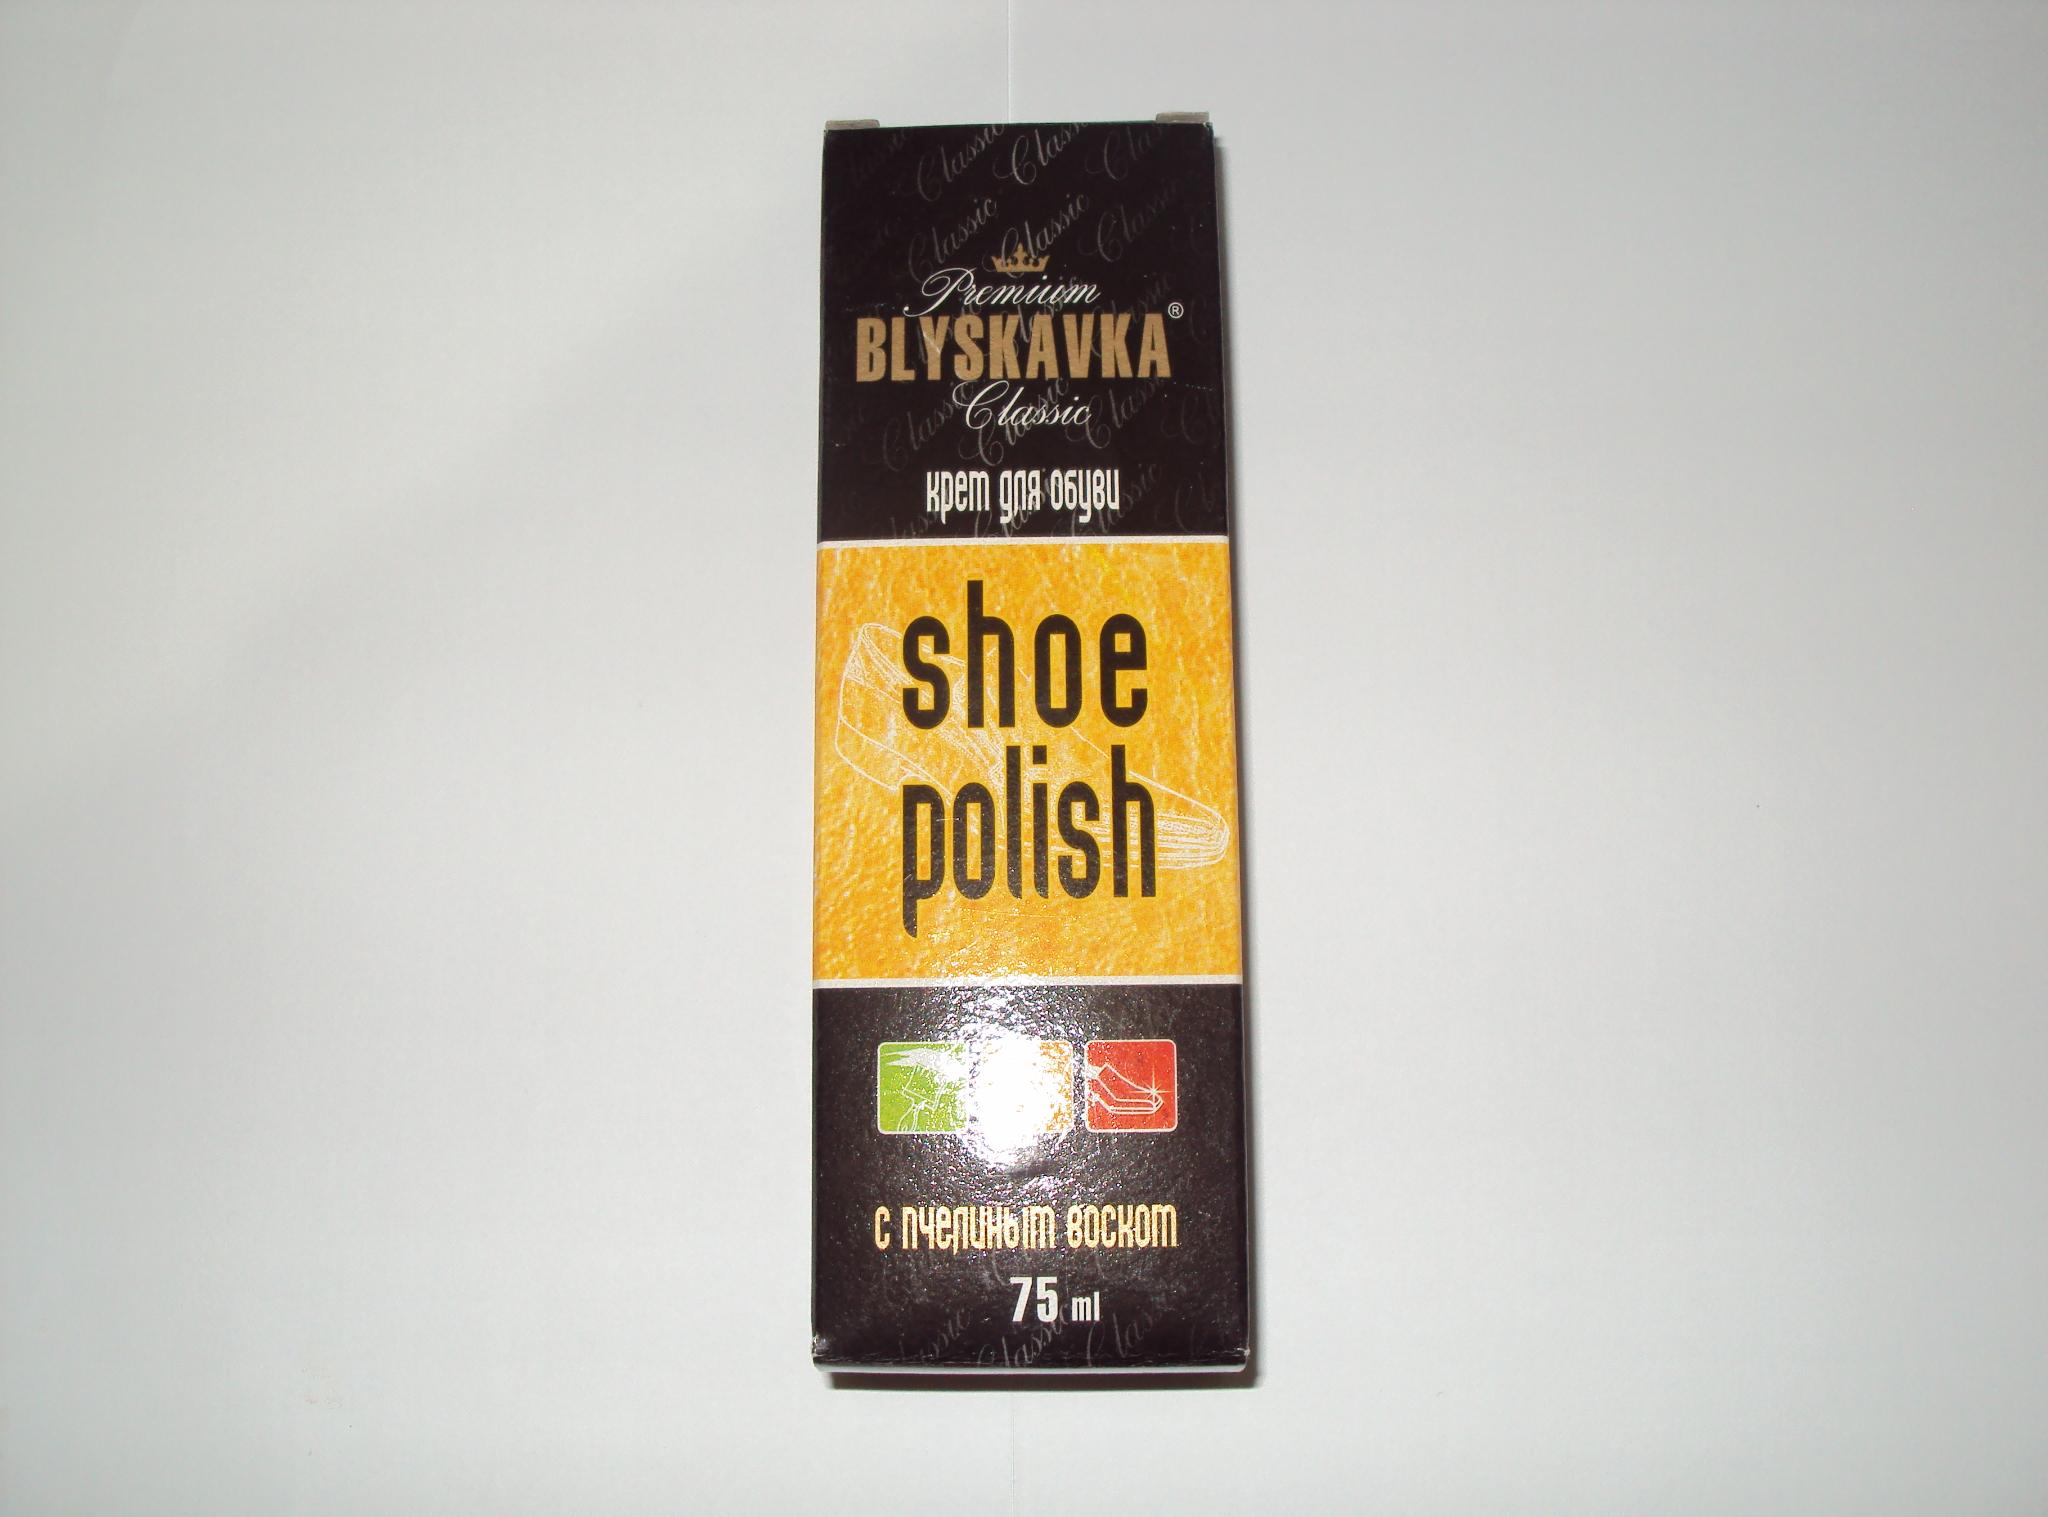 Premium
BLYSKAVKA®
Classic
крем для обуви
shoe
polish
с пчелиным воском
75 ml